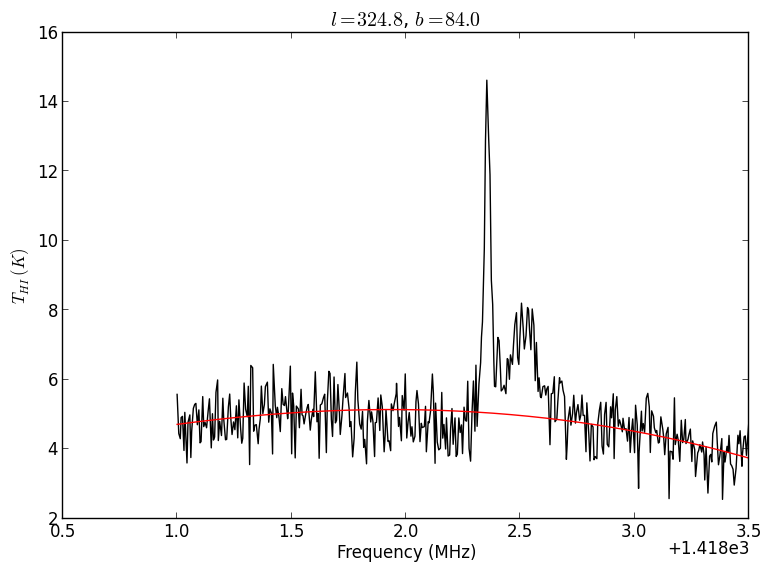 l = 324.8, b = 84.0
16
14
12
10
8
6
4
2
T_HI (K)
0.5 1.0 1.5 2.0 2.5 3.0 3.5
Frequency (MHz)
+1.418e3